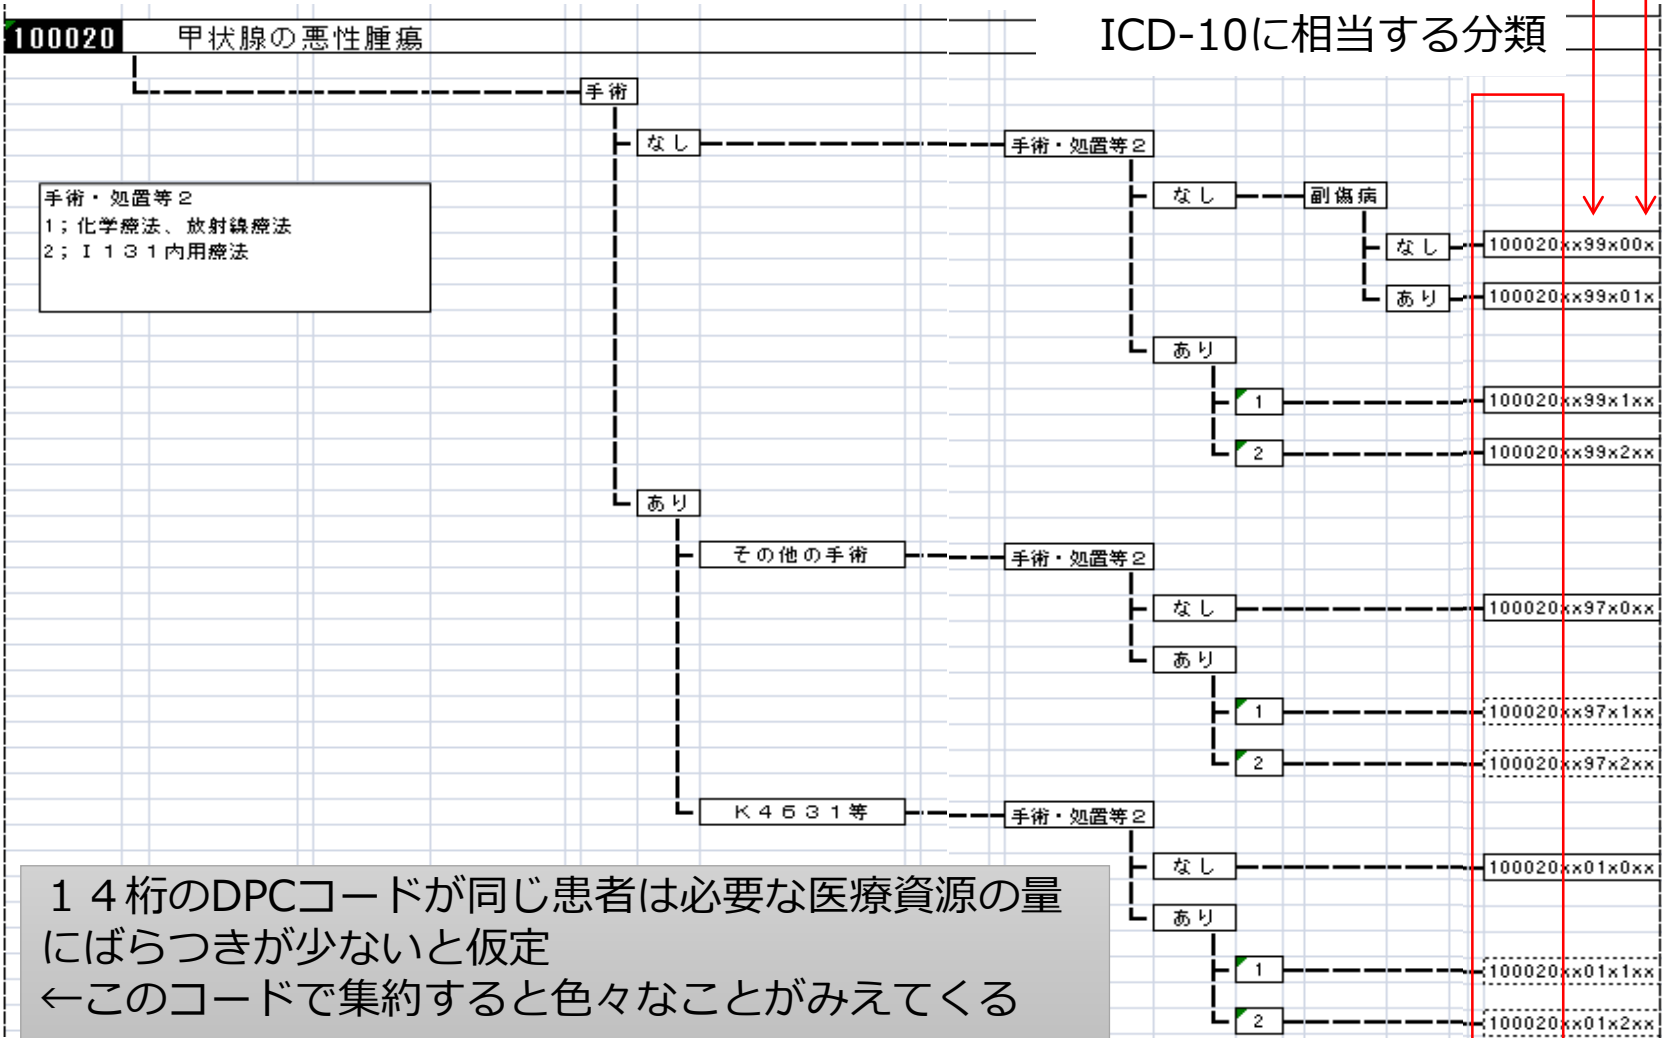 100020 甲状腺の悪性腫瘍
ICD-10に相当する分類
手術
なし
手術・処置等2
手術・処置等2
1;化学療法、放射線療法
2;I131内用療法
なし
副傷病
なし
100020xx99x00x
あり
100020xx99x01x
あり
1
100020xx99x1xx
2
100020xx99x2xx
あり
その他の手術
手術・処置等2
なし
100020xx97x0xx
あり
1
100020xx97x1xx
2
100020xx97x2xx
K4631等
手術・処置等2
なし
100020xx01x0xx
あり
1
100020xx01x1xx
2
100020xx01x2xx
14桁のDPCコードが同じ患者は必要な医療資源の量
にばらつきが少ないと仮定
←このコードで集約すると色々なことがみえてくる